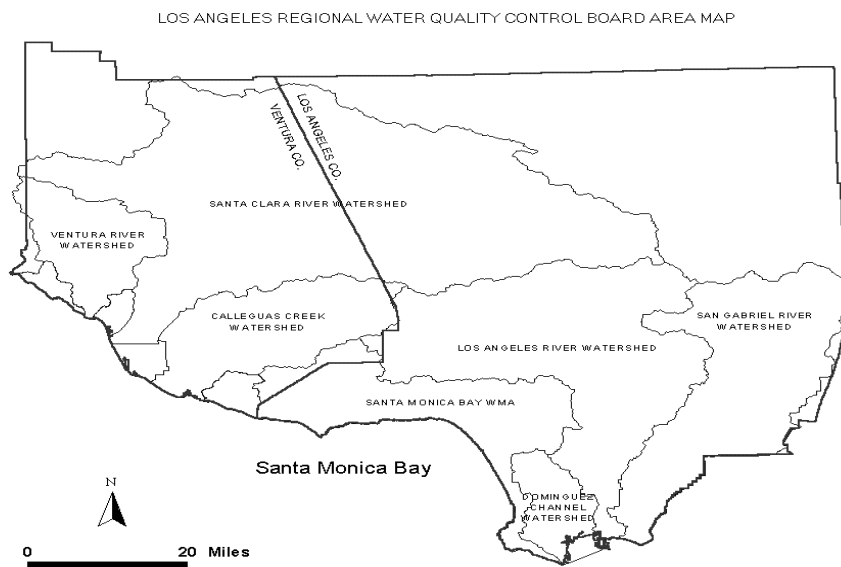 LOS ANGELES REGIONAL WATER QUALITY CONTROL BOARD AREA MAP
LOS ANGELES CO.
VENTURA CO.
SANTA CLARA RIVER WATERSHED
VENTURA RIVER
WATERSHED
CALLEGUAS CREEK
WATERSHED
SAN GABRIEL RIVER
WATERSHED
LOS ANGELES RIVER WATERSHED
SANTA MONICA BAY WMA
Santa Monica Bay
DOMINGUEZ
CHANNEL
WATERSHED
N
0 20 Miles